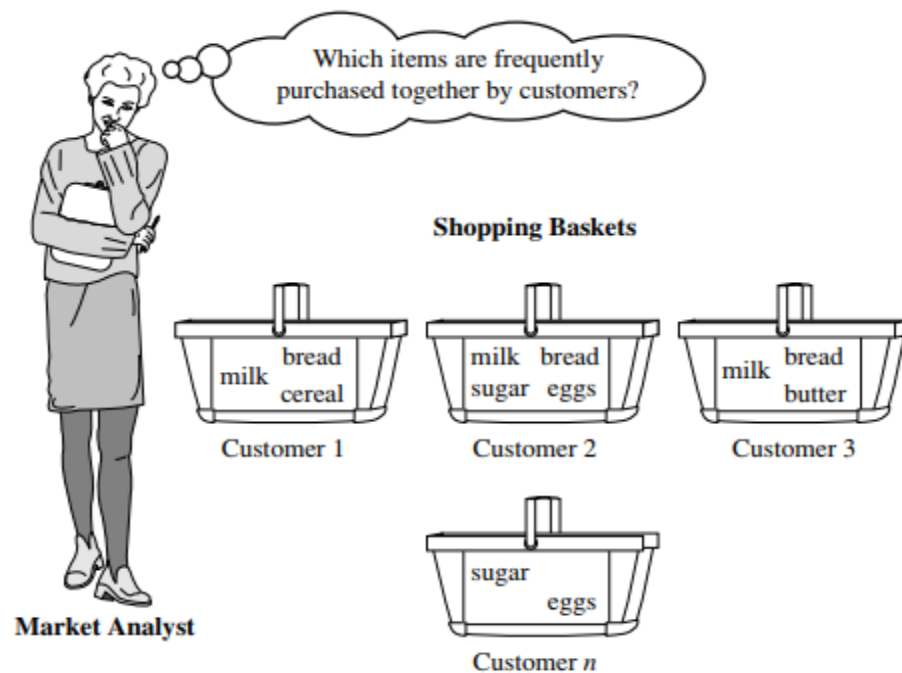 Which items are frequently
purchased together by customers?
Shopping Baskets
milk
bread
cereal
Customer 1
milk bread
sugar eggs
Customer 2
milk
bread
butter
Customer 3
sugar
eggs
Customer n
Market Analyst